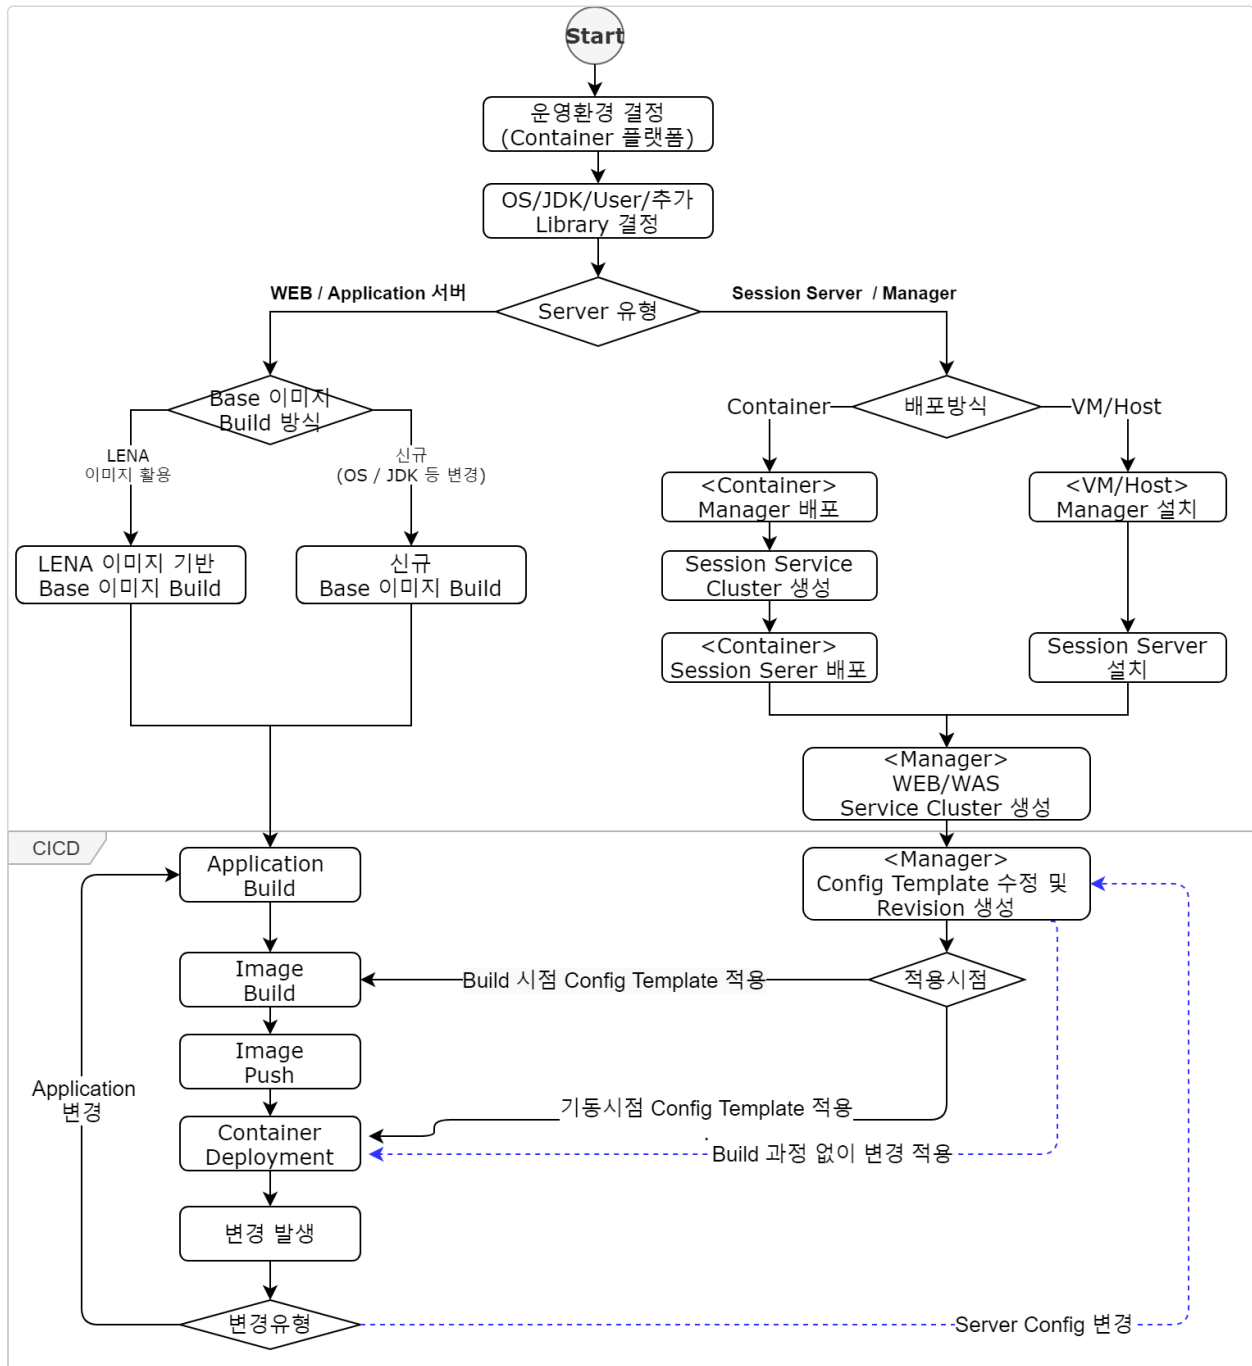 Start
운영환경 결정
(Container 플랫폼)
OS/JDK/User/추가
Library 결정
WEB / Application 서버
Server 유형
Session Server / Manager
Base 이미지
Build 방식
Container
배포방식
VM/Host
LENA
이미지 활용
신규
(OS / JDK 등 변경)
<Container>
Manager 배포
<VM/Host>
Manager 설치
LENA 이미지 기반
Base 이미지 Build
신규
Base 이미지 Build
Session Service
Cluster 생성
<Container>
Session Serer 배포
Session Server
설치
<Manager>
WEB/WAS
Service Cluster 생성
CICD
Application
Build
<Manager>
Config Template 수정 및
Revision 생성
Image
Build
Build 시점 Config Template 적용
적용시점
Image
Push
Application
변경
기동시점 Config Template 적용
.
Container
Deployment
Build 과정 없이 변경 적용
변경 발생
변경유형
Server Config 변경